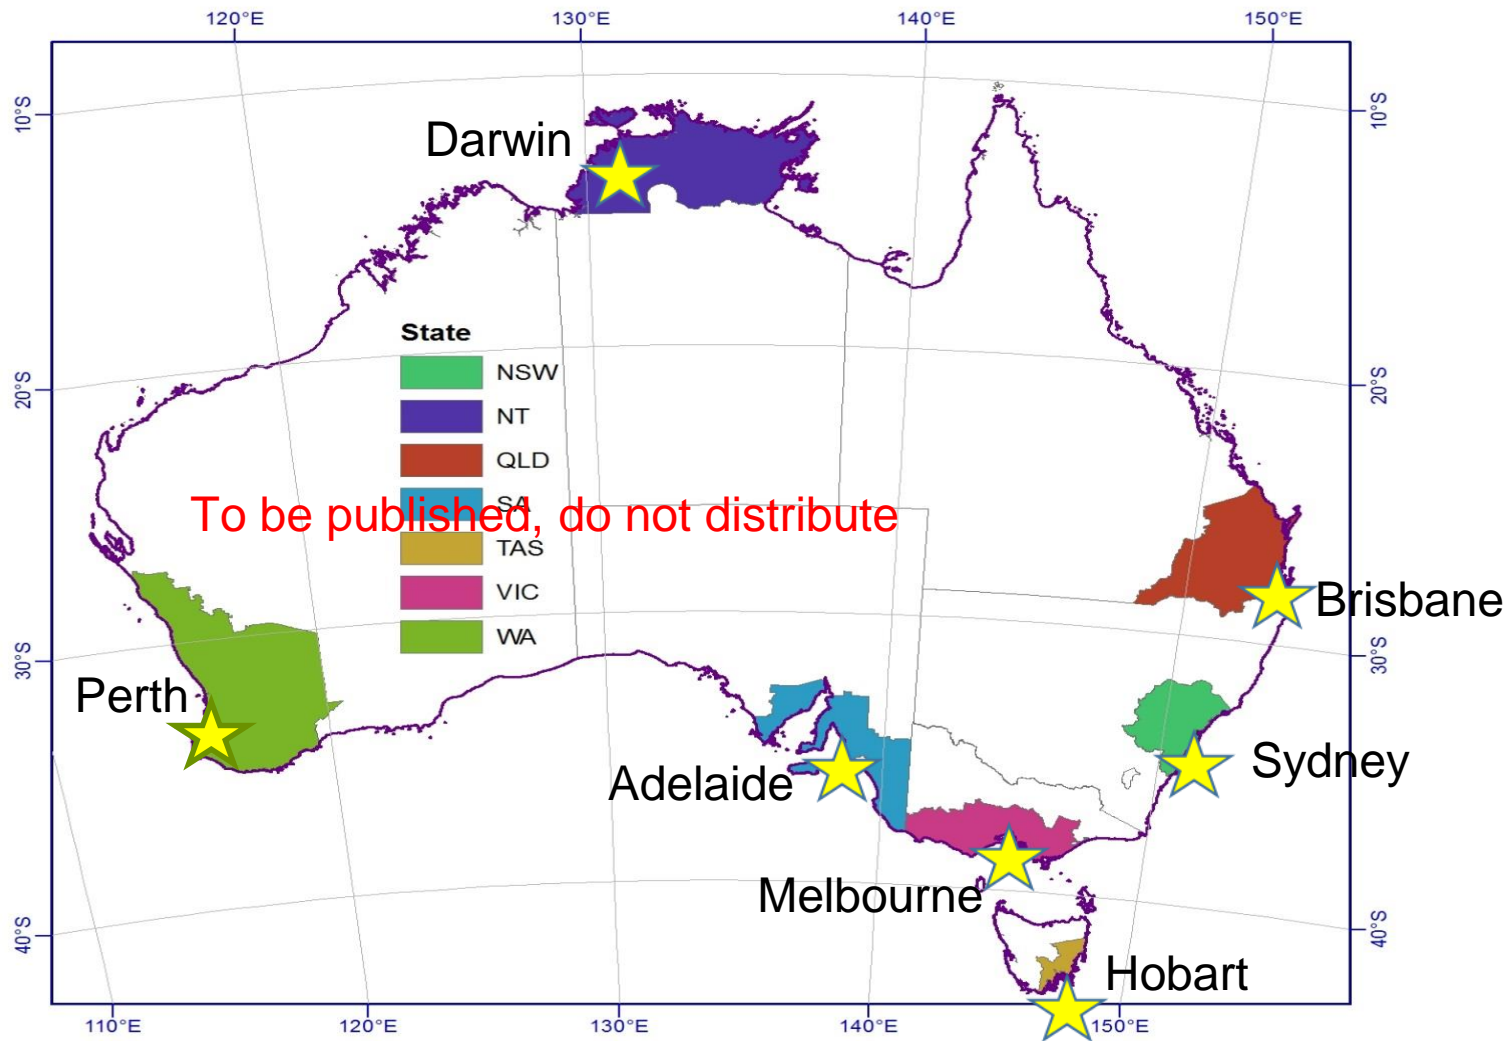 120°E 130°E 140°E 150°E
10°S 10°S
Darwin
State
NSW
20°S 20°S
NT
QLD
SA
To be published, do not distribute
TAS
VIC
Brisbane
WA
30°S 30°S
Perth
Sydney
Adelaide
Melbourne
40°S 40°S
Hobart
110°E 120°E 130°E 140°E 150°E